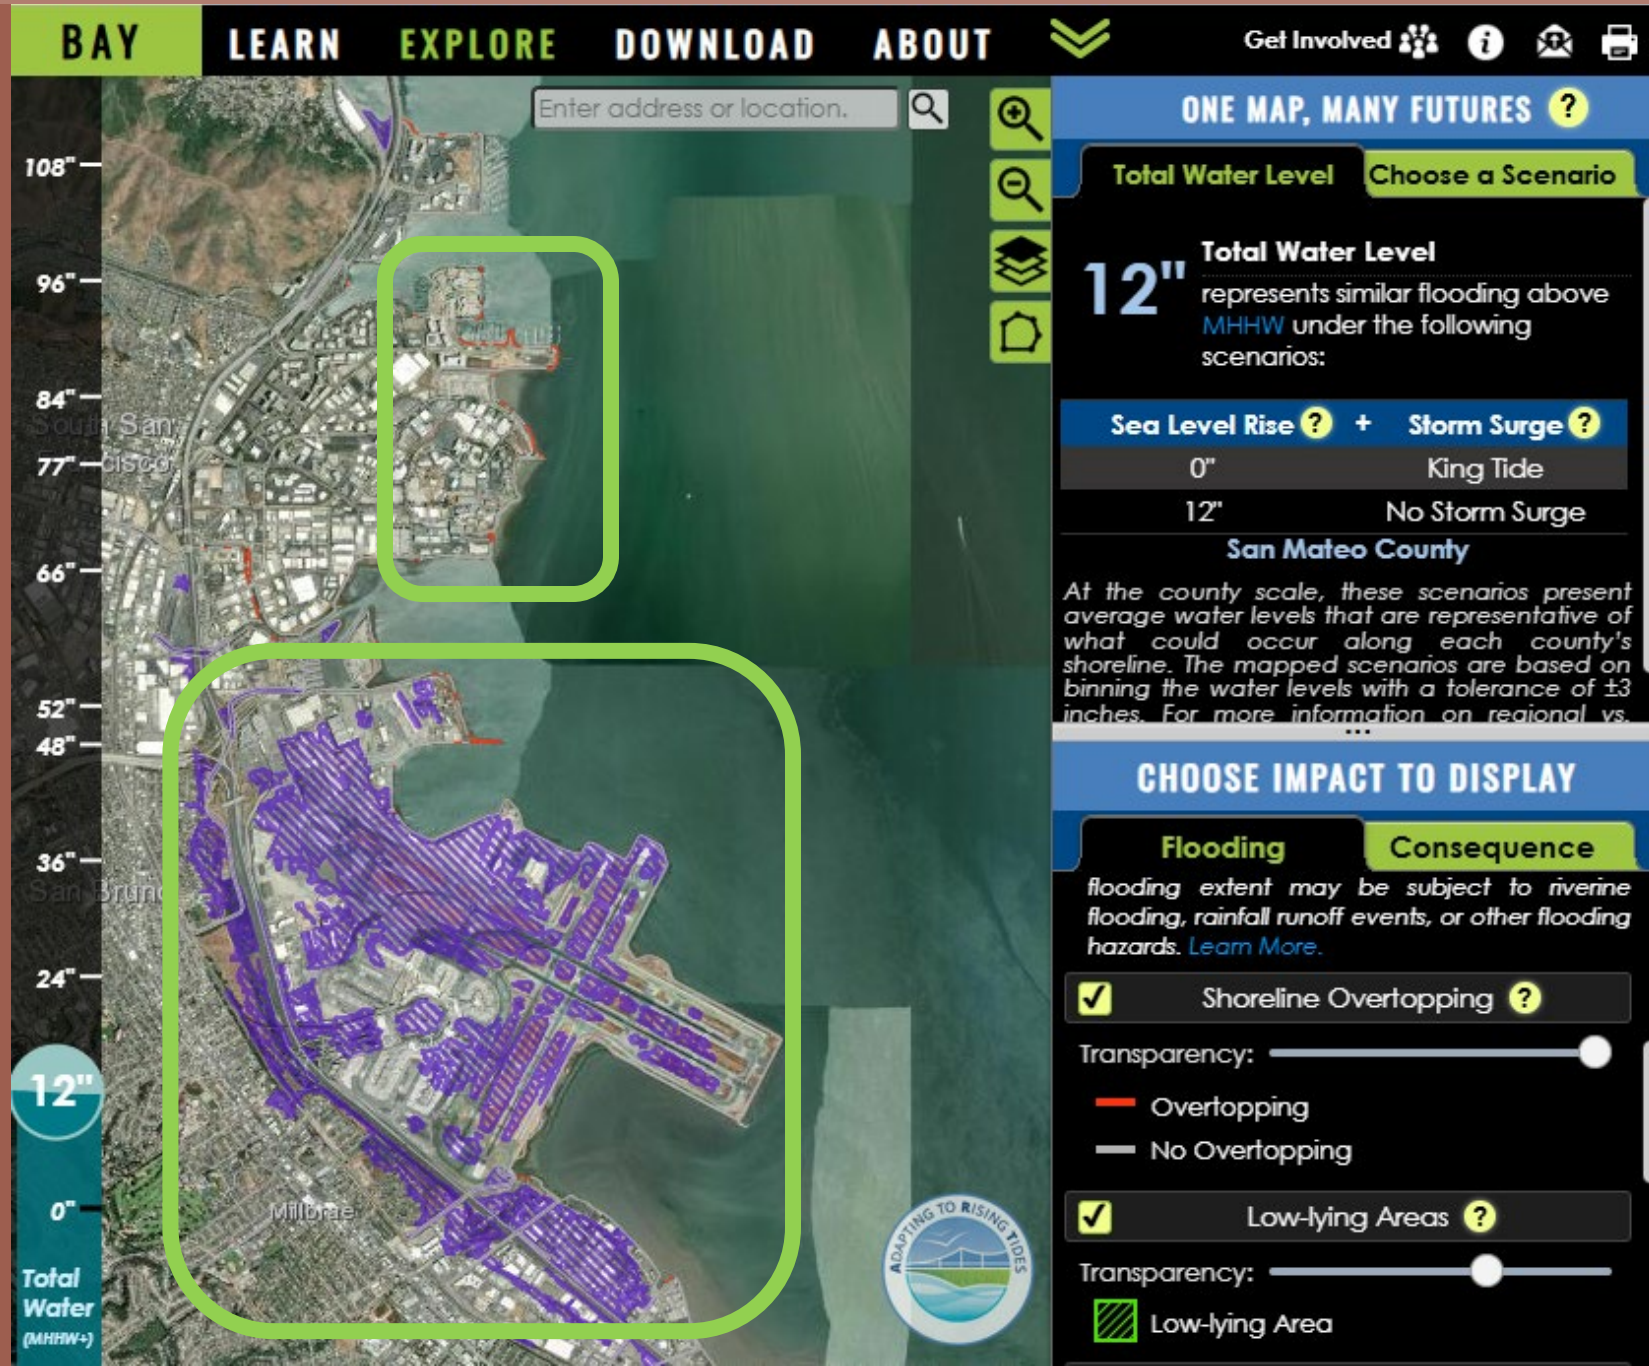 BAY
LEARN
EXPLORE
DOWNLOAD
ABOUT
Get Involved
Enter address or location.
108"
96"
84"
77"
66"
52"
48"
36"
24"
12"
0"
Total
Water
(MHHW+)
South San
cisco
San Brun
Millbrae
ADAPTING TO RISING TIDES
ONE MAP, MANY FUTURES ?
Total Water Level
Choose a Scenario
12"
Total Water Level
represents similar flooding above
MHHW under the following
scenarios:
Sea Level Rise ? + Storm Surge ?
0" King Tide
12" No Storm Surge
San Mateo County
At the county scale, these scenarios present
average water levels that are representative of
what could occur along each county's
shoreline. The mapped scenarios are based on
binning the water levels with a tolerance of ±3
inches. For more information on regional vs.
...
CHOOSE IMPACT TO DISPLAY
Flooding
Consequence
flooding extent may be subject to riverine
flooding, rainfall runoff events, or other flooding
hazards. Learn More.
Shoreline Overtopping ?
Transparency:
Overtopping
No Overtopping
Low-lying Areas ?
Transparency:
Low-lying Area